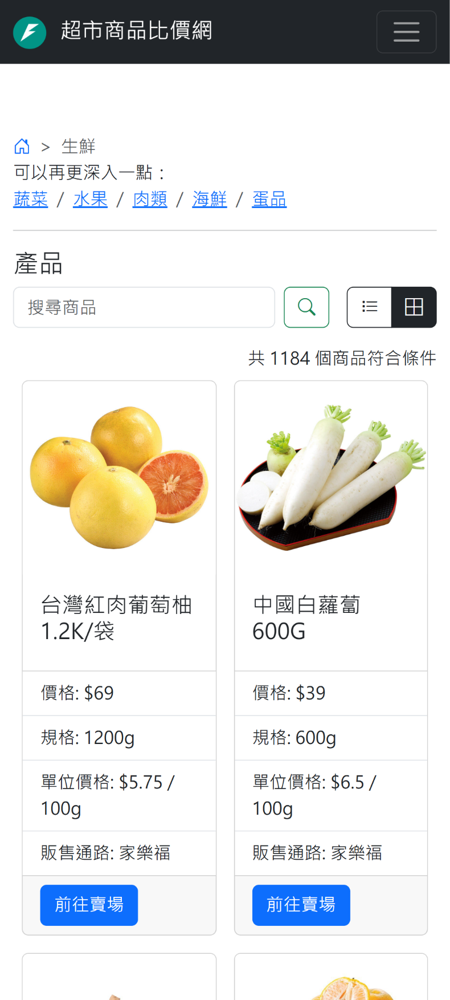 超市商品比價網
> 生鮮
可以再更深入一點：
蔬菜 / 水果 / 肉類 / 海鮮 / 蛋品
產品
搜尋商品
共 1184 個商品符合條件
台灣紅肉葡萄柚
1.2K/袋
價格: $69
規格: 1200g
單位價格: $5.75 /
100g
販售通路: 家樂福
前往賣場
中國白蘿蔔
600G
價格: $39
規格: 600g
單位價格: $6.5 /
100g
販售通路: 家樂福
前往賣場